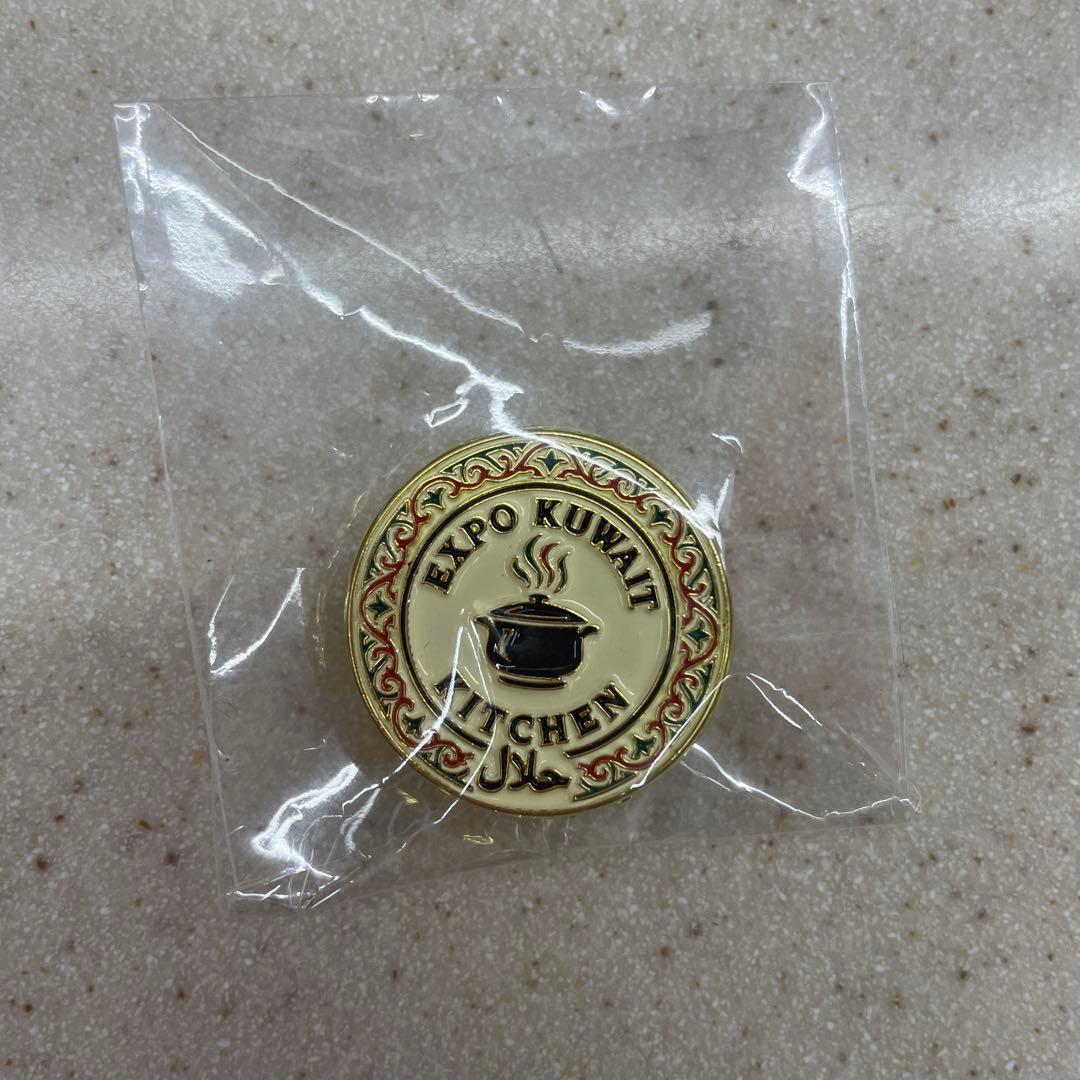 EXPO KUWAIT
KITCHEN
حلال